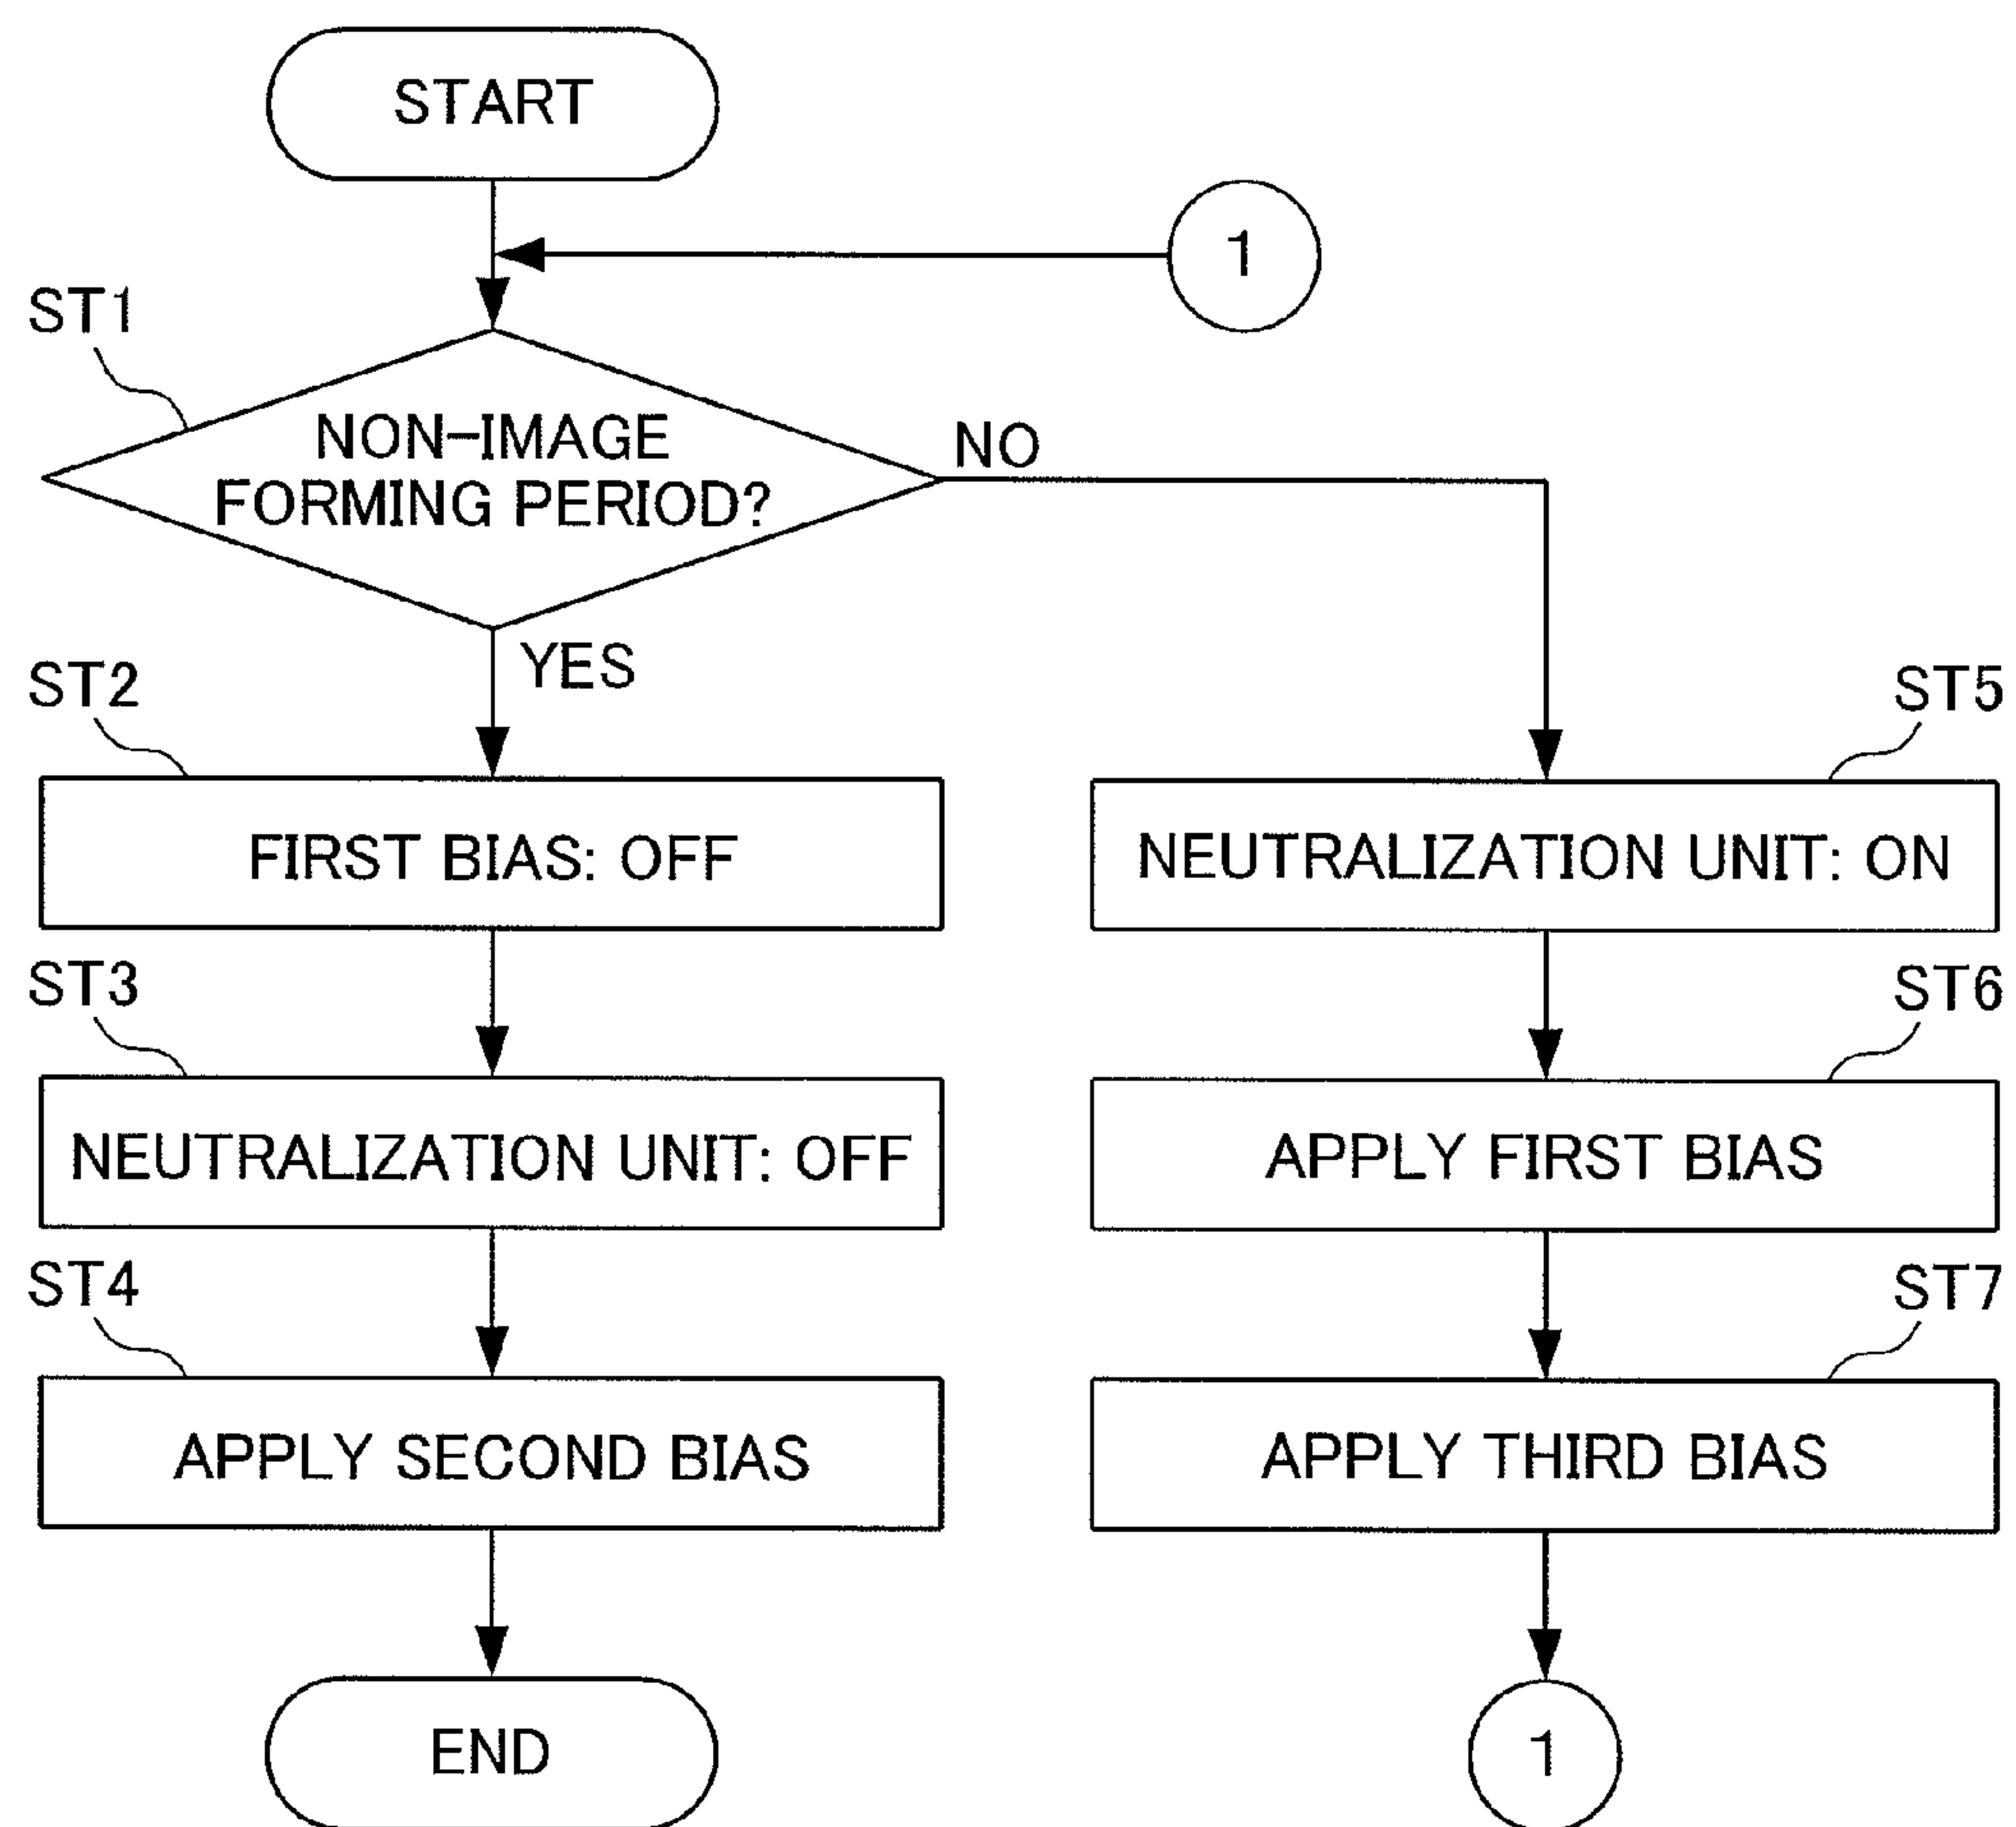 START
1
ST1
NON-IMAGE
FORMING PERIOD?
NO
YES
ST2
FIRST BIAS: OFF
ST3
NEUTRALIZATION UNIT: OFF
ST4
APPLY SECOND BIAS
END
ST5
NEUTRALIZATION UNIT: ON
ST6
APPLY FIRST BIAS
ST7
APPLY THIRD BIAS
1